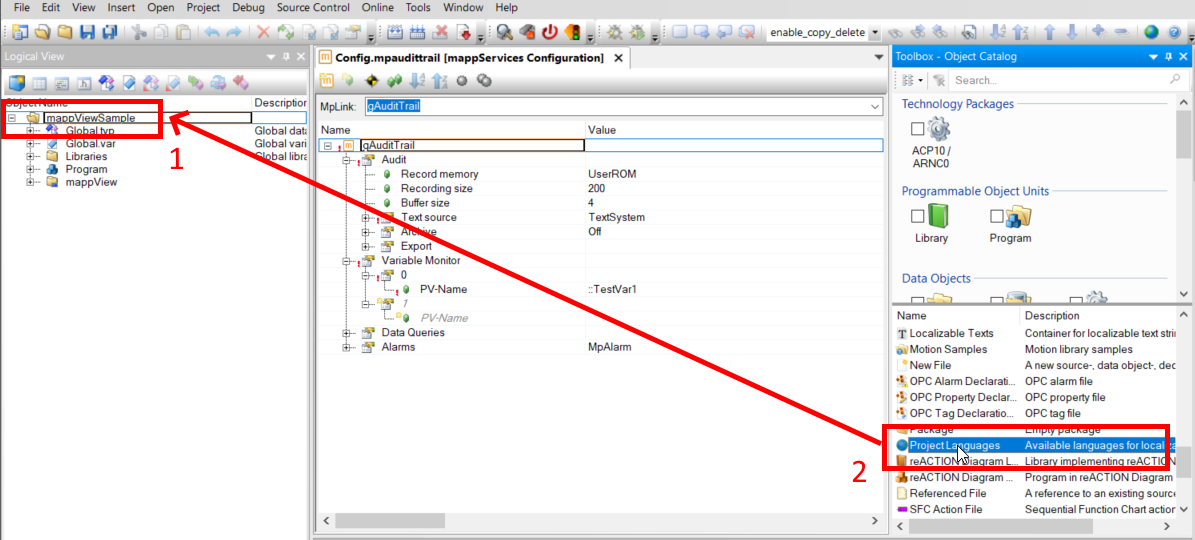 File Edit View Insert Open Project Debug Source Control Online Tools Window Help
enable_copy_delete
Logical View
Object Name Description
mappViewSample
Global.typ Global data
Global.var Global vari
Libraries Global libra
Program
mappView
1
Config.mpaudittrail [mappServices Configuration]
MpLink: gAuditTrail
Name Value
gAuditTrail
Audit
Record memory UserROM
Recording size 200
Buffer size 4
Text source TextSystem
Archive Off
Export
Variable Monitor
0
PV-Name ::TestVar1
1
PV-Name
Data Queries
Alarms MpAlarm
Toolbox - Object Catalog
Search...
Technology Packages
ACP10 /
ARNC0
Programmable Object Units
Library Program
Data Objects
Name Description
Localizable Texts Container for localizable text strin
Motion Samples Motion library samples
New File A new source-, data object-, dec
OPC Alarm Declarati... OPC alarm file
OPC Property Declar... OPC property file
OPC Tag Declaratio... OPC tag file
Package Empty package
Project Languages Available languages for localiza
reACTION Diagram L... Library implementing reACTION
reACTION Diagram ... Program in reACTION Diagram
Referenced File A reference to an existing source
SFC Action File Sequential Function Chart action
2